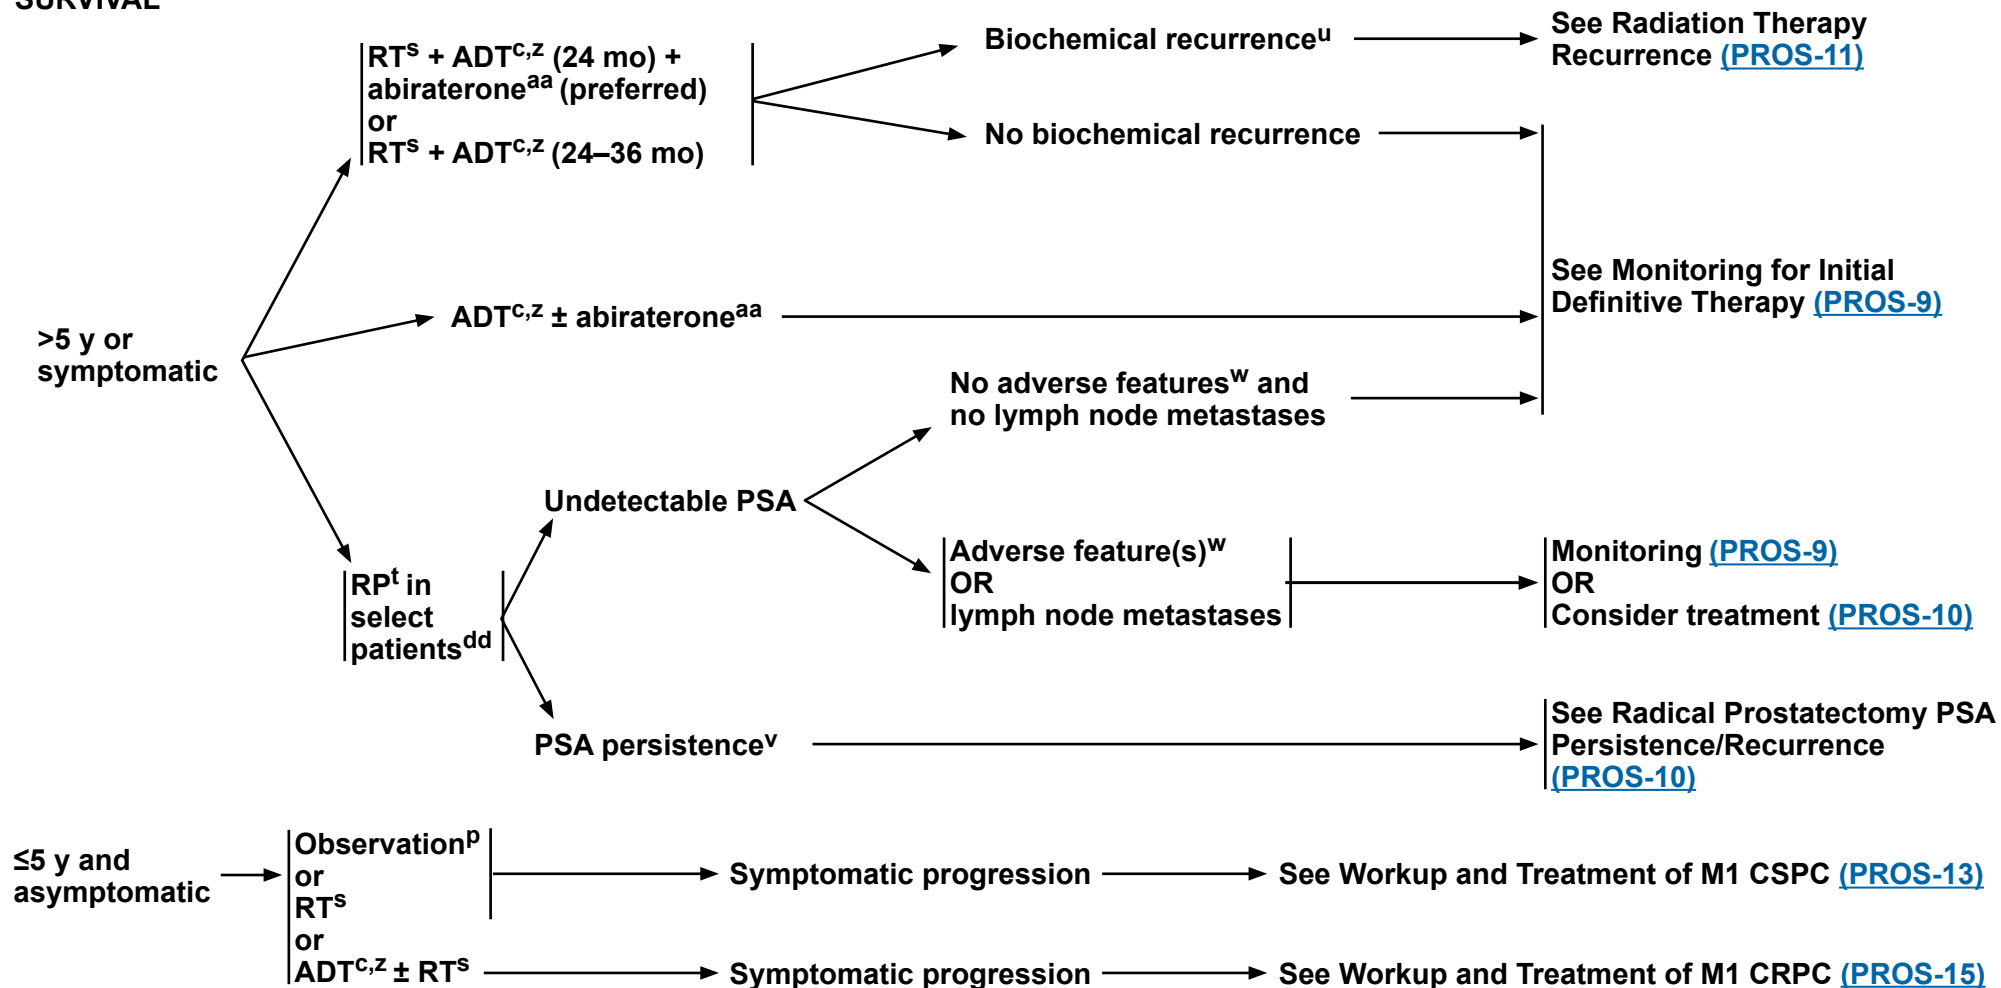 SURVIVAL
RTs + ADTc,z (24 mo) +
abirateroneaa (preferred)
or
RTs + ADTc,z (24–36 mo)
Biochemical recurrenceu
See Radiation Therapy
Recurrence (PROS-11)
No biochemical recurrence
>5 y or
symptomatic
ADTc,z ± abirateroneaa
See Monitoring for Initial
Definitive Therapy (PROS-9)
RPt in
select
patientsdd
Undetectable PSA
No adverse featuresw and
no lymph node metastases
Adverse feature(s)w
OR
lymph node metastases
Monitoring (PROS-9)
OR
Consider treatment (PROS-10)
PSA persistencev
See Radical Prostatectomy PSA
Persistence/Recurrence
(PROS-10)
≤5 y and
asymptomatic
Observationp
or
RTs
or
ADTc,z ± RTs
Symptomatic progression
See Workup and Treatment of M1 CSPC (PROS-13)
Symptomatic progression
See Workup and Treatment of M1 CRPC (PROS-15)